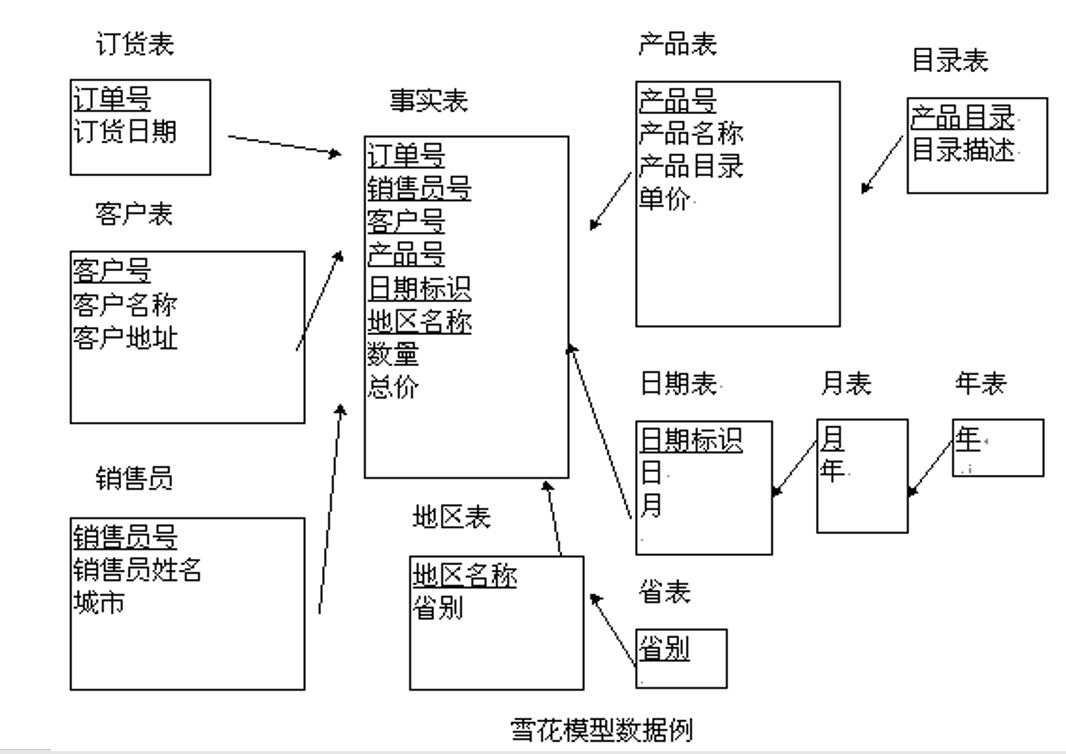 订货表
订单号
订货日期
客户表
客户号
客户名称
客户地址
销售员
销售员号
销售员姓名
城市
事实表
订单号
销售员号
客户号
产品号
日期标识
地区名称
数量
总价
地区表
地区名称
省别
产品表
产品号
产品名称
产品目录
单价
目录表
产品目录
目录描述
日期表
日期标识
日
月
月表
月
年
年表
年
省表
省别
雪花模型数据例